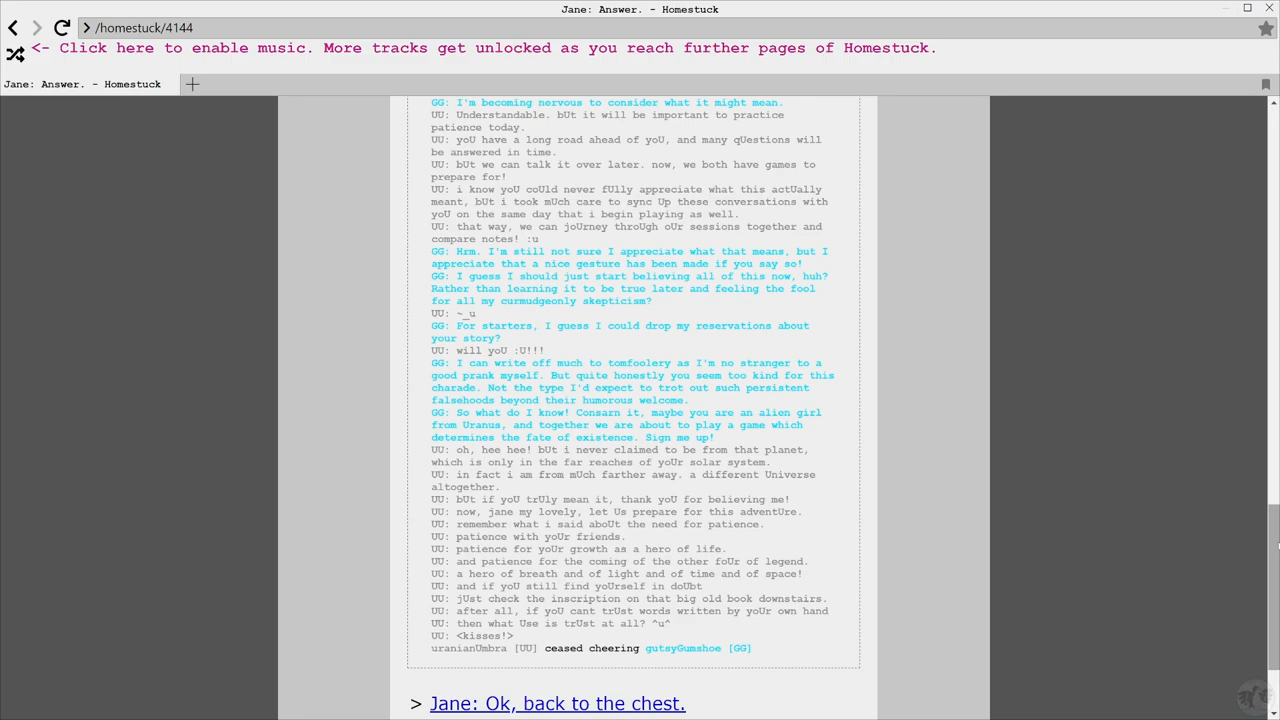 Jane: Answer. - Homestuck
/homestuck/4144
<- Click here to enable music. More tracks get unlocked as you reach further pages of Homestuck.
Jane: Answer. - Homestuck
GG: I'm becoming nervous to consider what it might mean.
UU: Understandable. bUt it will be important to practice
patience today.
UU: yoU have a long road ahead of yoU, and many qUestions will
be answered in time.
UU: bUt we can talk it over later. now, we both have games to
prepare for!
UU: i know yoU coUld never fUlly appreciate what this actUally
meant, bUt i took mUch care to sync Up these conversations with
yoU on the same day that i begin playing as well.
UU: that way, we can joUrney throUgh oUr sessions together and
compare notes! :u
GG: Hrm. I'm still not sure I appreciate what that means, but I
appreciate that a nice gesture has been made if you say so!
GG: I guess I should just start believing all of this now, huh?
Rather than learning it to be true later and feeling the fool
for all my curmudgeonly skepticism?
UU: ~_u
GG: For starters, I guess I could drop my reservations about
your story?
UU: will yoU :U!!!
GG: I can write off much to tomfoolery as I'm no stranger to a
good prank myself. But quite honestly you seem too kind for this
charade. Not the type I'd expect to trot out such persistent
falsehoods beyond their humorous welcome.
GG: So what do I know! Consarn it, maybe you are an alien girl
from Uranus, and together we are about to play a game which
determines the fate of existence. Sign me up!
UU: oh, hee hee! bUt i never claimed to be from that planet,
which is only in the far reaches of yoUr solar system.
UU: in fact i am from mUch farther away. a different Universe
altogether.
UU: bUt if yoU trUly mean it, thank yoU for believing me!
UU: now, jane my lovely, let Us prepare for this adventUre.
UU: remember what i said aboUt the need for patience.
UU: patience with yoUr friends.
UU: patience for yoUr growth as a hero of life.
UU: and patience for the coming of the other foUr of legend.
UU: a hero of breath and of light and of time and of space!
UU: and if yoU still find yoUrself in doUbt
UU: jUst check the inscription on that big old book downstairs.
UU: after all, if yoU cant trUst words written by yoUr own hand
UU: then what Use is trUst at all? ^u^
UU: <kisses!>
uranianUmbra [UU] ceased cheering gutsyGumshoe [GG]
> Jane: Ok, back to the chest.